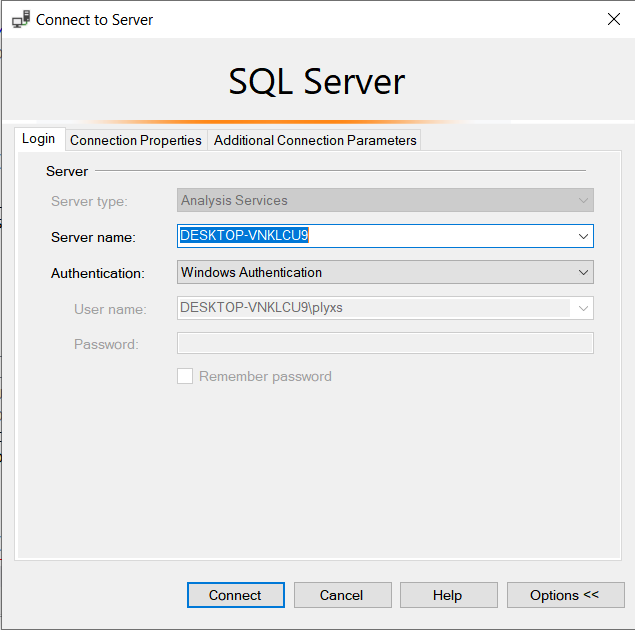 Connect to Server
SQL Server
Login Connection Properties Additional Connection Parameters
Server
Server type: Analysis Services
Server name: DESKTOP-VNKLCU9
Authentication: Windows Authentication
User name: DESKTOP-VNKLCU9\plyxs
Password:
Remember password
Connect Cancel Help Options <<